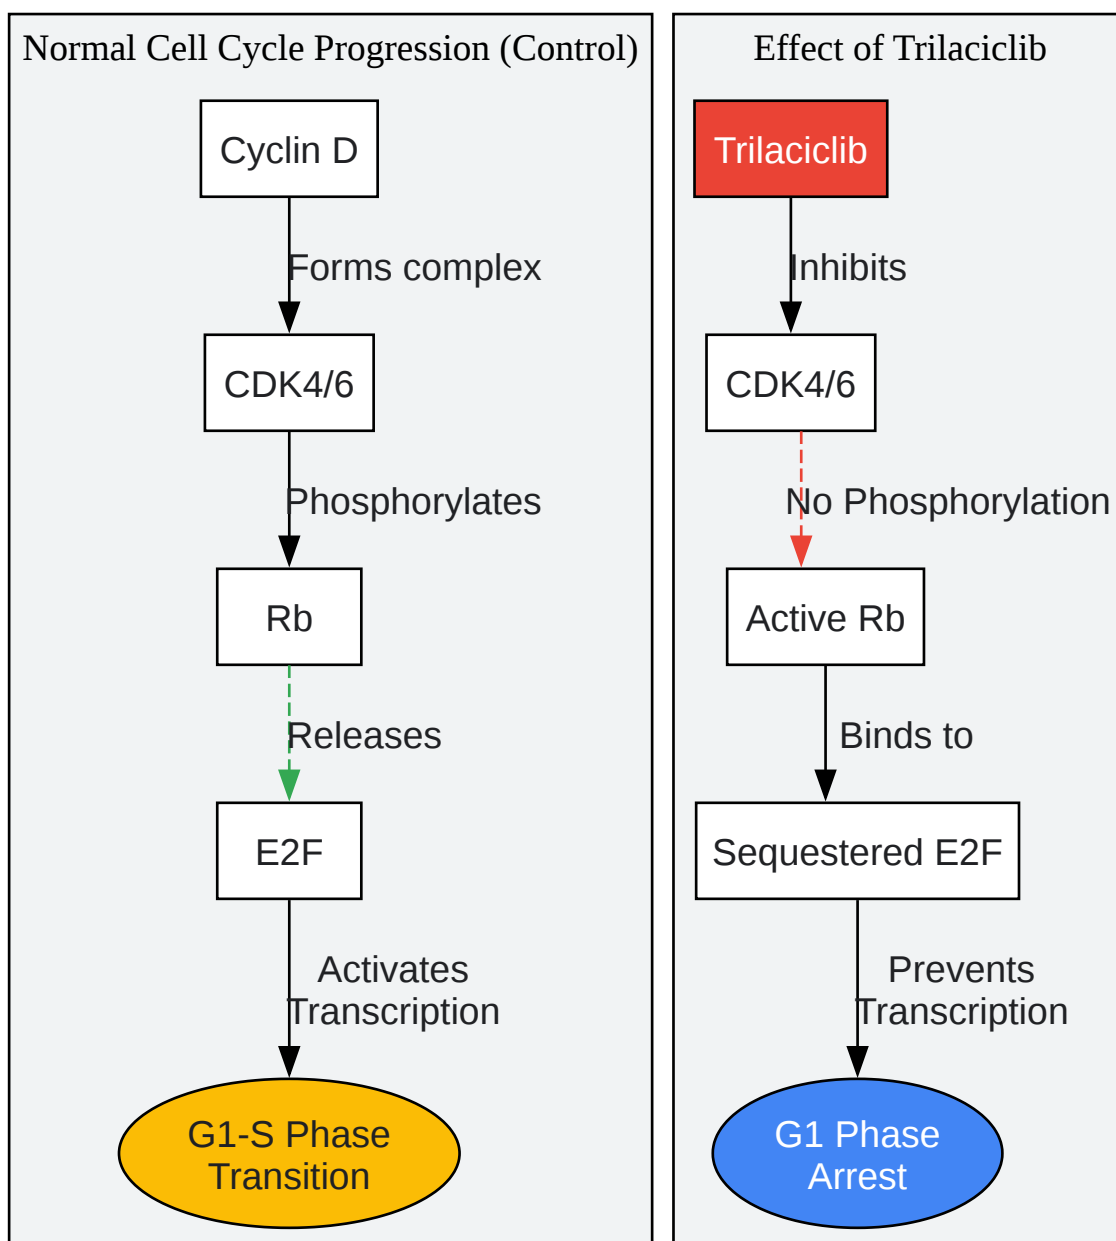 Normal Cell Cycle Progression (Control)
Cyclin D
Forms complex
CDK4/6
Phosphorylates
Rb
Releases
E2F
Activates
Transcription
G1-S Phase
Transition
Effect of Trilaciclib
Trilaciclib
Inhibits
CDK4/6
No Phosphorylation
Active Rb
Binds to
Sequestered E2F
Prevents
Transcription
G1 Phase
Arrest